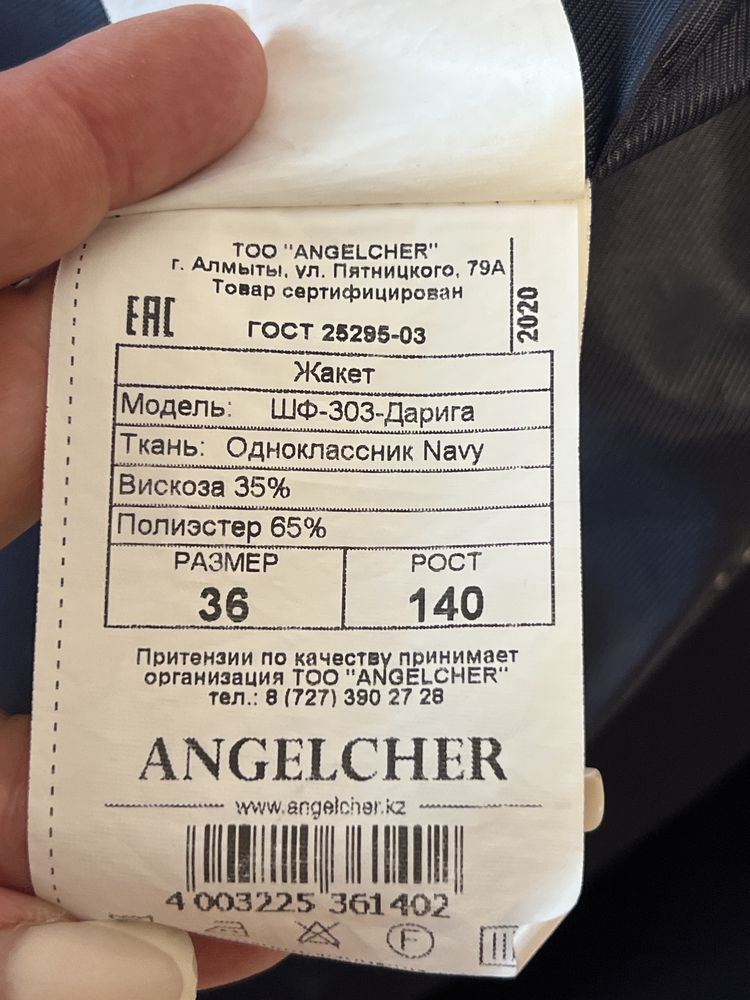 ТОО "ANGELCHER"
г. Алмыты, ул. Пятницкого, 79А
Товар сертифицирован
2020
ЕАС
ГОСТ 25295-03
Жакет
Модель: ШФ-303-Дарига
Ткань: Одноклассник Navy
Вискоза 35%
Полиэстер 65%
РАЗМЕР РОСТ
36 140
Притензии по качеству принимает
организация ТОО "ANGELCHER"
тел.: 8 (727) 390 27 28
ANGELCHER
www.angelcher.kz
4 003225 361402
F